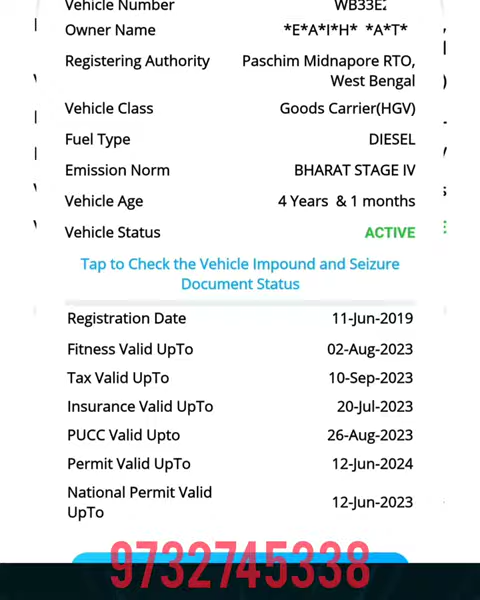 Vehicle Number WB33E
Owner Name *E*A*I*H* *A*T*
Registering Authority Paschim Midnapore RTO,
West Bengal
Vehicle Class Goods Carrier(HGV)
Fuel Type DIESEL
Emission Norm BHARAT STAGE IV
Vehicle Age 4 Years & 1 months
Vehicle Status ACTIVE
Tap to Check the Vehicle Impound and Seizure
Document Status
Registration Date 11-Jun-2019
Fitness Valid UpTo 02-Aug-2023
Tax Valid UpTo 10-Sep-2023
Insurance Valid UpTo 20-Jul-2023
PUCC Valid Upto 26-Aug-2023
Permit Valid UpTo 12-Jun-2024
National Permit Valid
UpTo 12-Jun-2023
9732745338